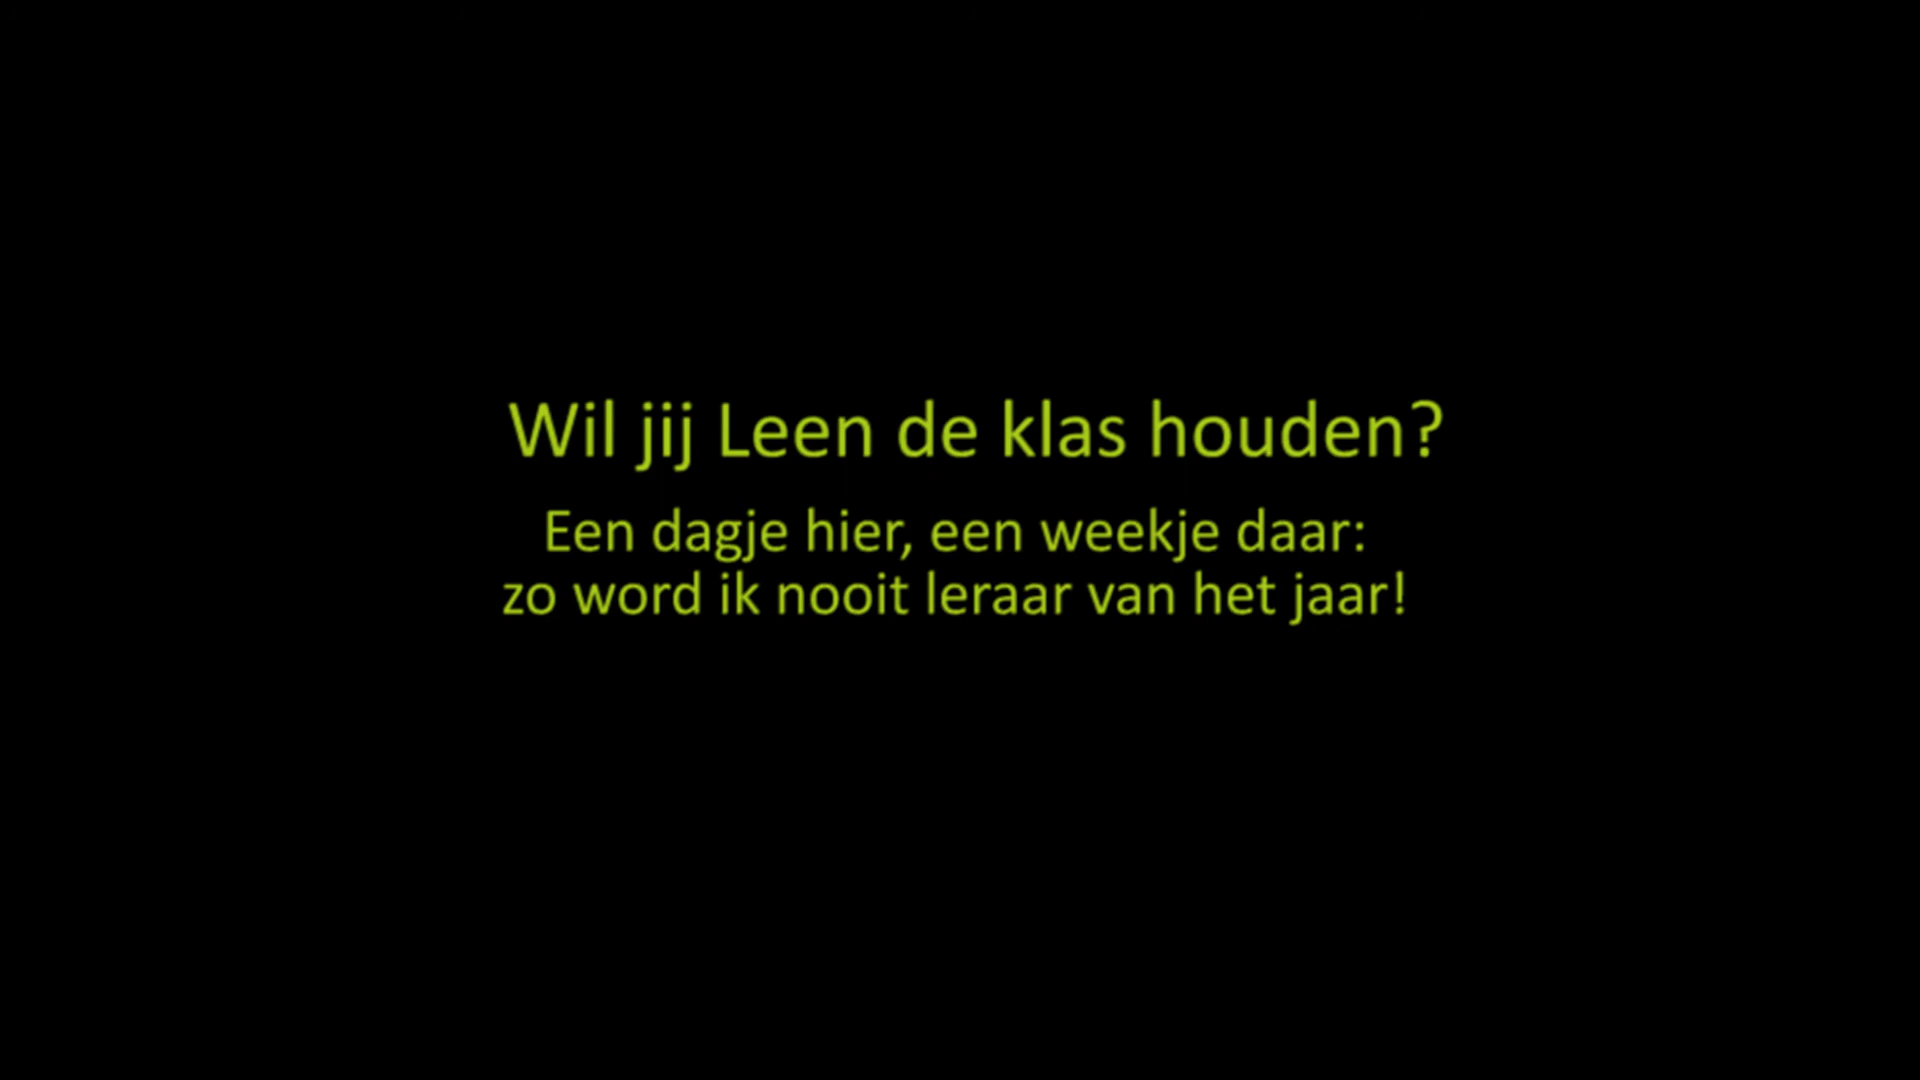 Wil jij Leen de klas houden?
Een dagje hier, een weekje daar:
zo word ik nooit leraar van het jaar!